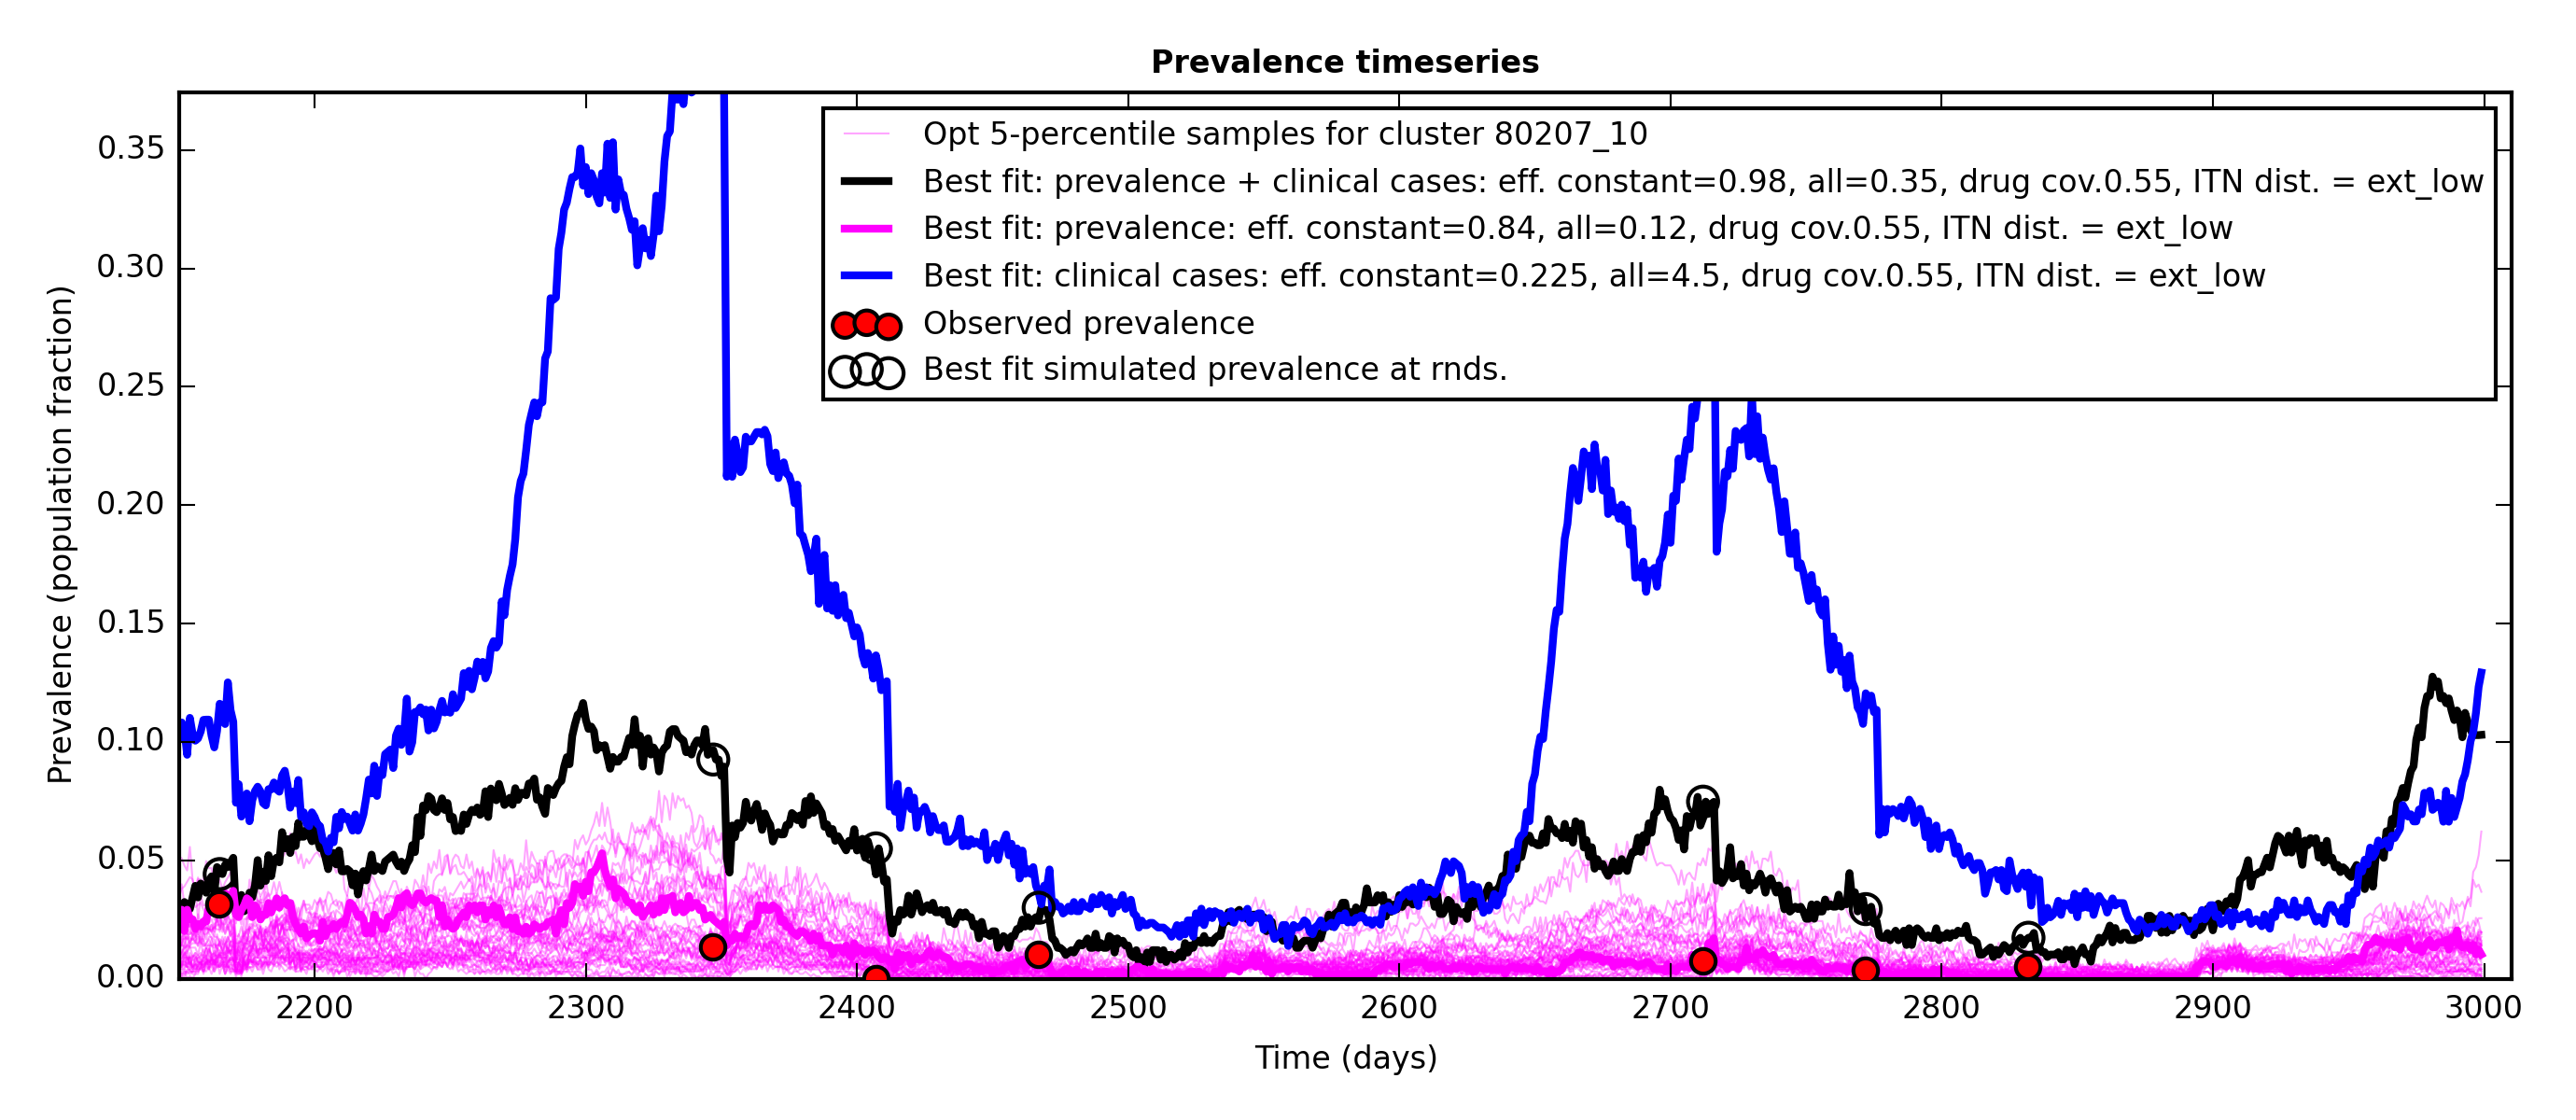 Prevalence timeseries
Opt 5-percentile samples for cluster 80207_10
Best fit: prevalence + clinical cases: eff. constant=0.98, all=0.35, drug cov.0.55, ITN dist. = ext_low
Best fit: prevalence: eff. constant=0.84, all=0.12, drug cov.0.55, ITN dist. = ext_low
Best fit: clinical cases: eff. constant=0.225, all=4.5, drug cov.0.55, ITN dist. = ext_low
Observed prevalence
Best fit simulated prevalence at rnds.
Prevalence (population fraction)
0.35
0.30
0.25
0.20
0.15
0.10
0.05
0.00
2200 2300 2400 2500 2600 2700 2800 2900 3000
Time (days)